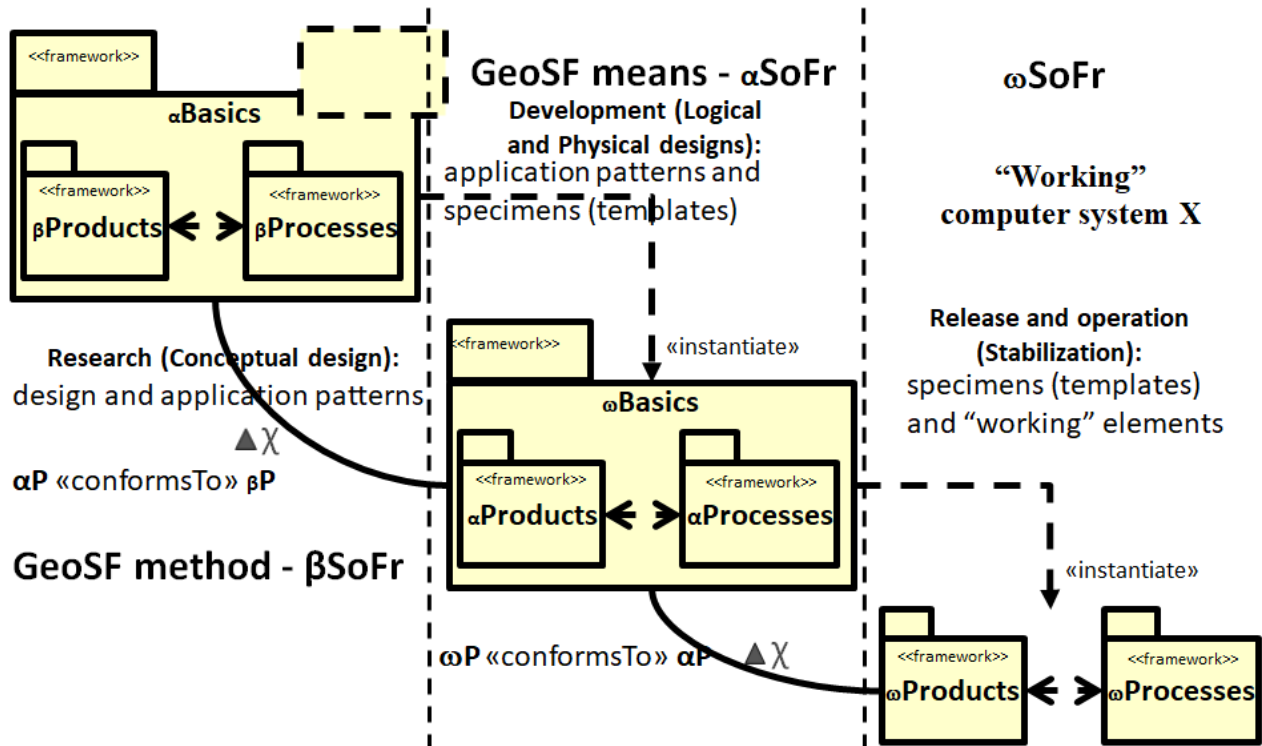 <<framework>>
αBasics
<<framework>>
βProducts
<<framework>>
βProcesses
Research (Conceptual design):
design and application patterns
▲χ
αP «conformsTo» βP
GeoSF method - βSoFr
GeoSF means - αSoFr
Development (Logical
and Physical designs):
application patterns and
specimens (templates)
«instantiate»
<<framework>>
ωBasics
<<framework>>
αProducts
<<framework>>
αProcesses
ωP «conformsTo» αP
▲χ
ωSoFr
“Working”
computer system X
Release and operation
(Stabilization):
specimens (templates)
and “working” elements
«instantiate»
<<framework>>
ωProducts
<<framework>>
ωProcesses